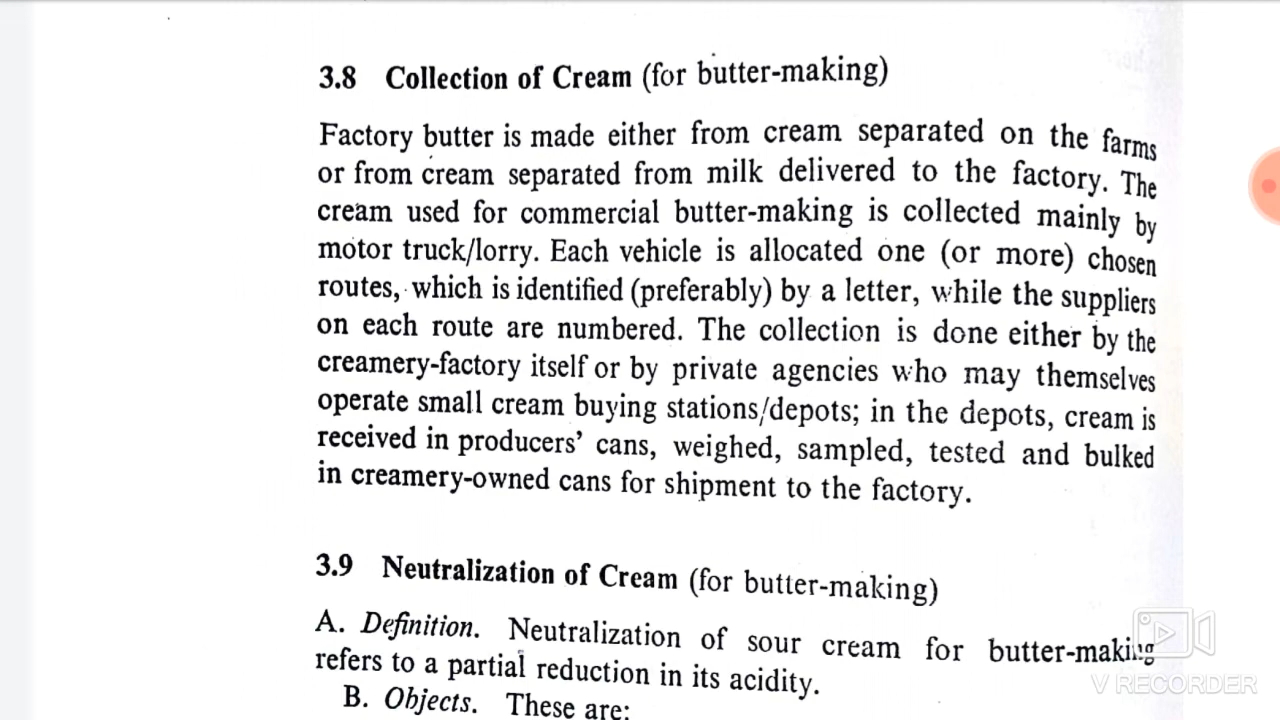 3.8 Collection of Cream (for butter-making)
Factory butter is made either from cream separated on the farms
or from cream separated from milk delivered to the factory. The
cream used for commercial butter-making is collected mainly by
motor truck/lorry. Each vehicle is allocated one (or more) chosen
routes, which is identified (preferably) by a letter, while the suppliers
on each route are numbered. The collection is done either by the
creamery-factory itself or by private agencies who may themselves
operate small cream buying stations/depots; in the depots, cream is
received in producers' cans, weighed, sampled, tested and bulked
in creamery-owned cans for shipment to the factory.
3.9 Neutralization of Cream (for butter-making)
A. Definition. Neutralization of sour cream for butter-making
refers to a partial reduction in its acidity.
B. Objects. These are:
V RECORDER